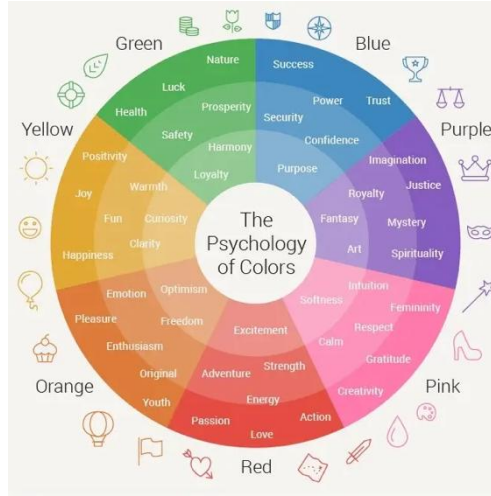 Green
Blue
Yellow
Purple
Orange
Pink
Red
The
Psychology
of Colors
Nature
Luck
Health
Prosperity
Safety
Harmony
Loyalty
Success
Power
Trust
Security
Confidence
Purpose
Imagination
Justice
Royalty
Fantasy
Mystery
Art
Spirituality
Intuition
Femininity
Softness
Respect
Calm
Gratitude
Creativity
Excitement
Adventure
Strength
Energy
Passion
Action
Love
Optimism
Emotion
Freedom
Pleasure
Enthusiasm
Original
Youth
Positivity
Warmth
Joy
Fun
Curiosity
Clarity
Happiness